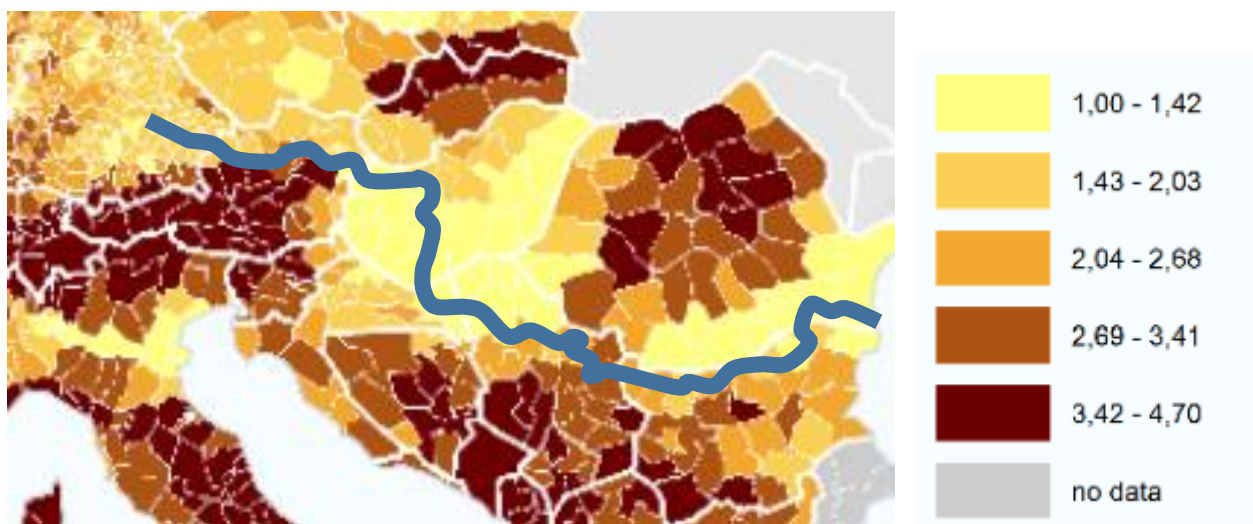 1,00 - 1,42
1,43 - 2,03
2,04 - 2,68
2,69 - 3,41
3,42 - 4,70
no data